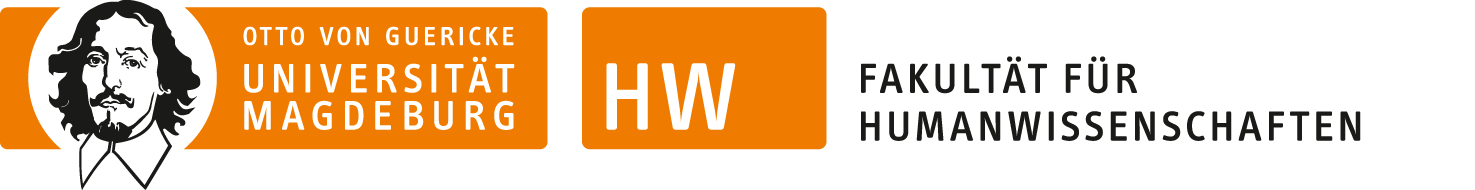 OTTO VON GUERICKE
UNIVERSITÄT
MAGDEBURG
HW
FAKULTÄT FÜR
HUMANWISSENSCHAFTEN